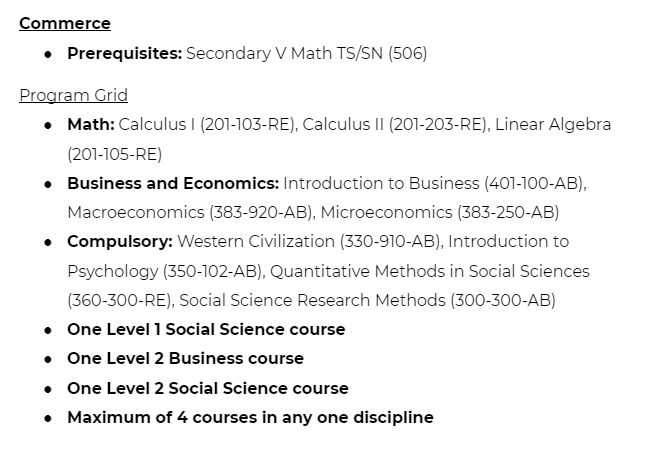 Commerce
• Prerequisites: Secondary V Math TS/SN (506)
Program Grid
• Math: Calculus I (201-103-RE), Calculus II (201-203-RE), Linear Algebra
(201-105-RE)
• Business and Economics: Introduction to Business (401-100-AB),
Macroeconomics (383-920-AB), Microeconomics (383-250-AB)
• Compulsory: Western Civilization (330-910-AB), Introduction to
Psychology (350-102-AB), Quantitative Methods in Social Sciences
(360-300-RE), Social Science Research Methods (300-300-AB)
• One Level 1 Social Science course
• One Level 2 Business course
• One Level 2 Social Science course
• Maximum of 4 courses in any one discipline